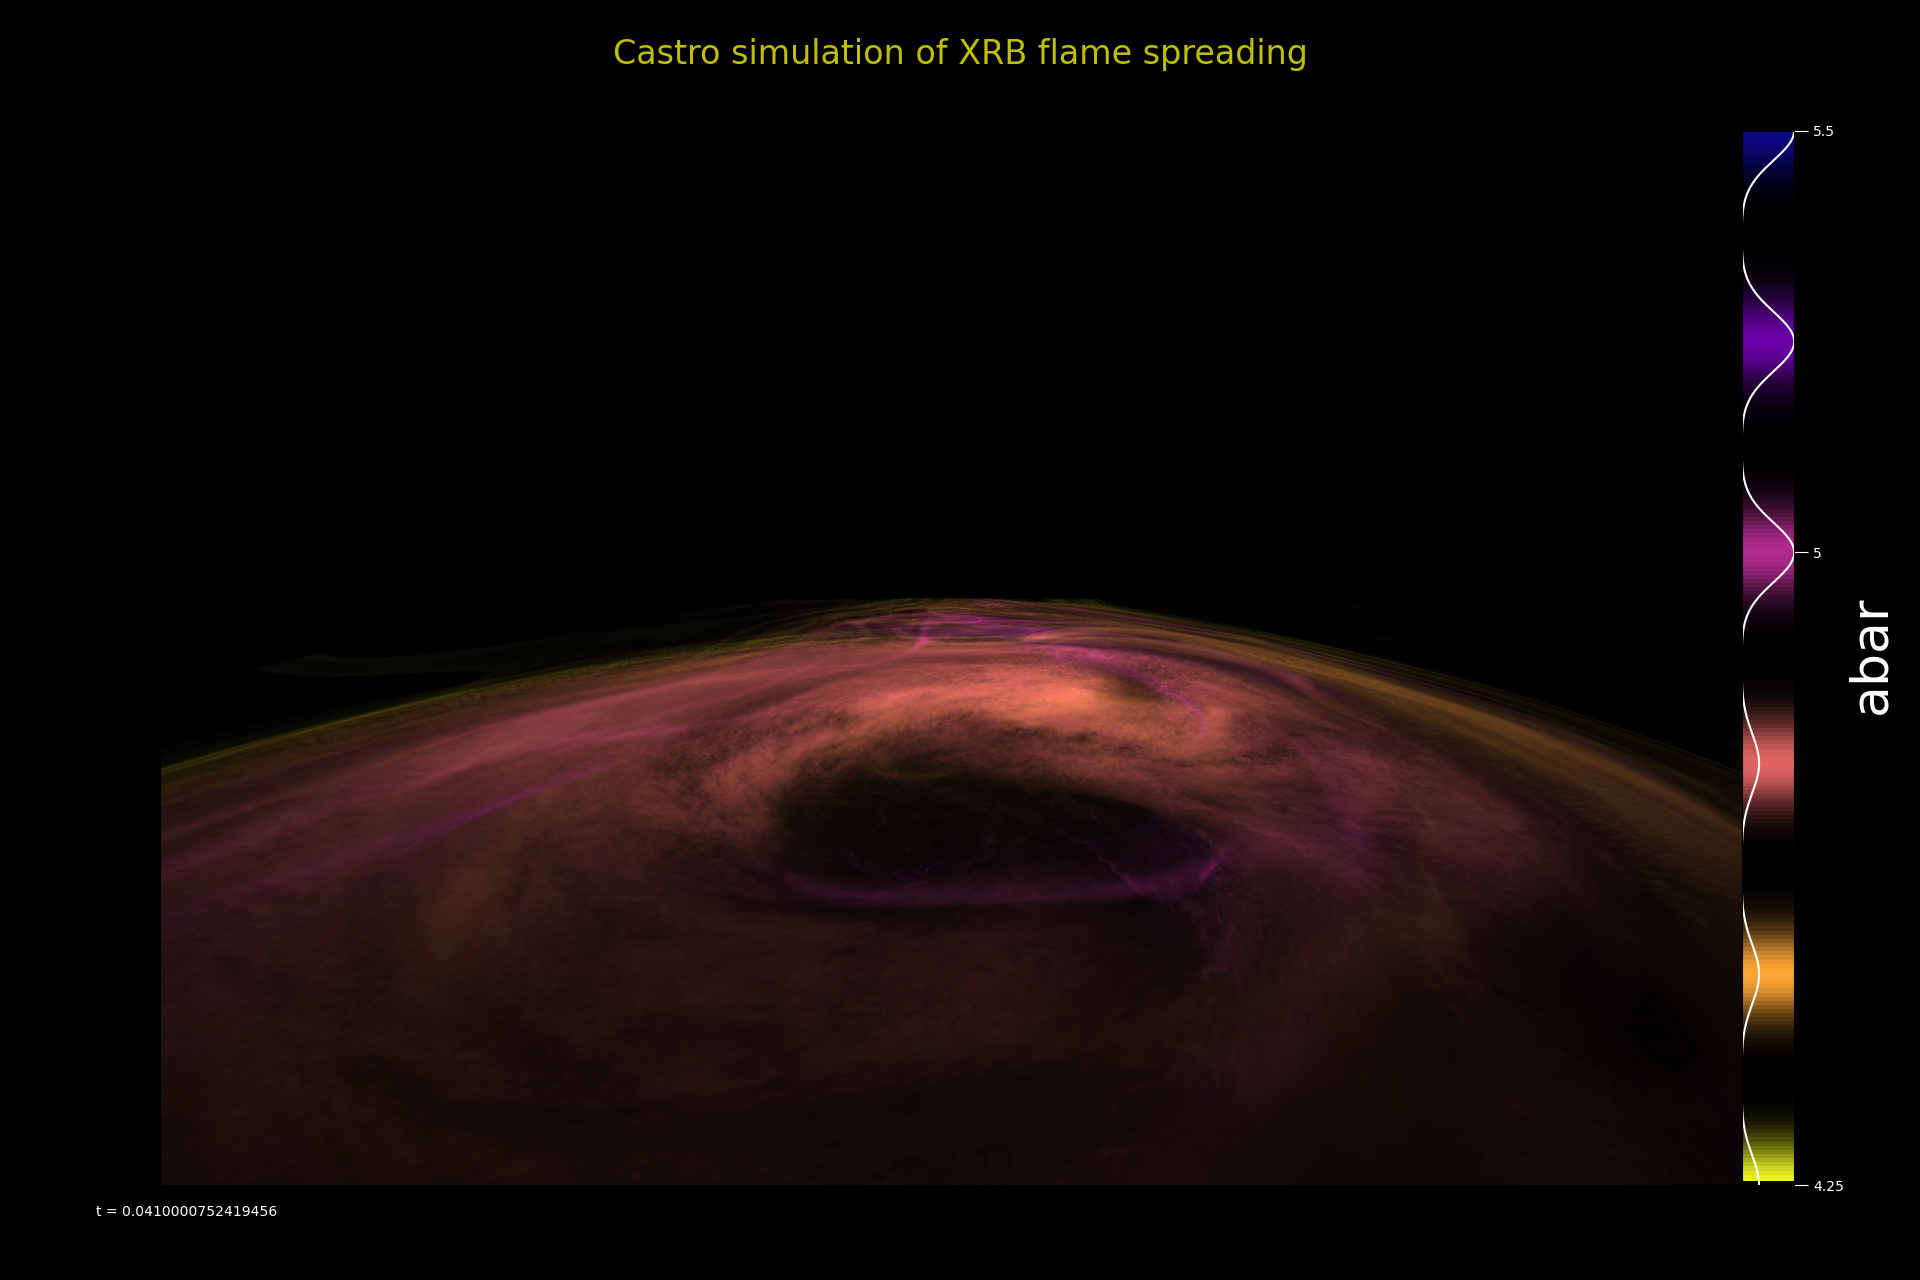 Castro simulation of XRB flame spreading
5.5
5
abar
4.25
t = 0.0410000752419456